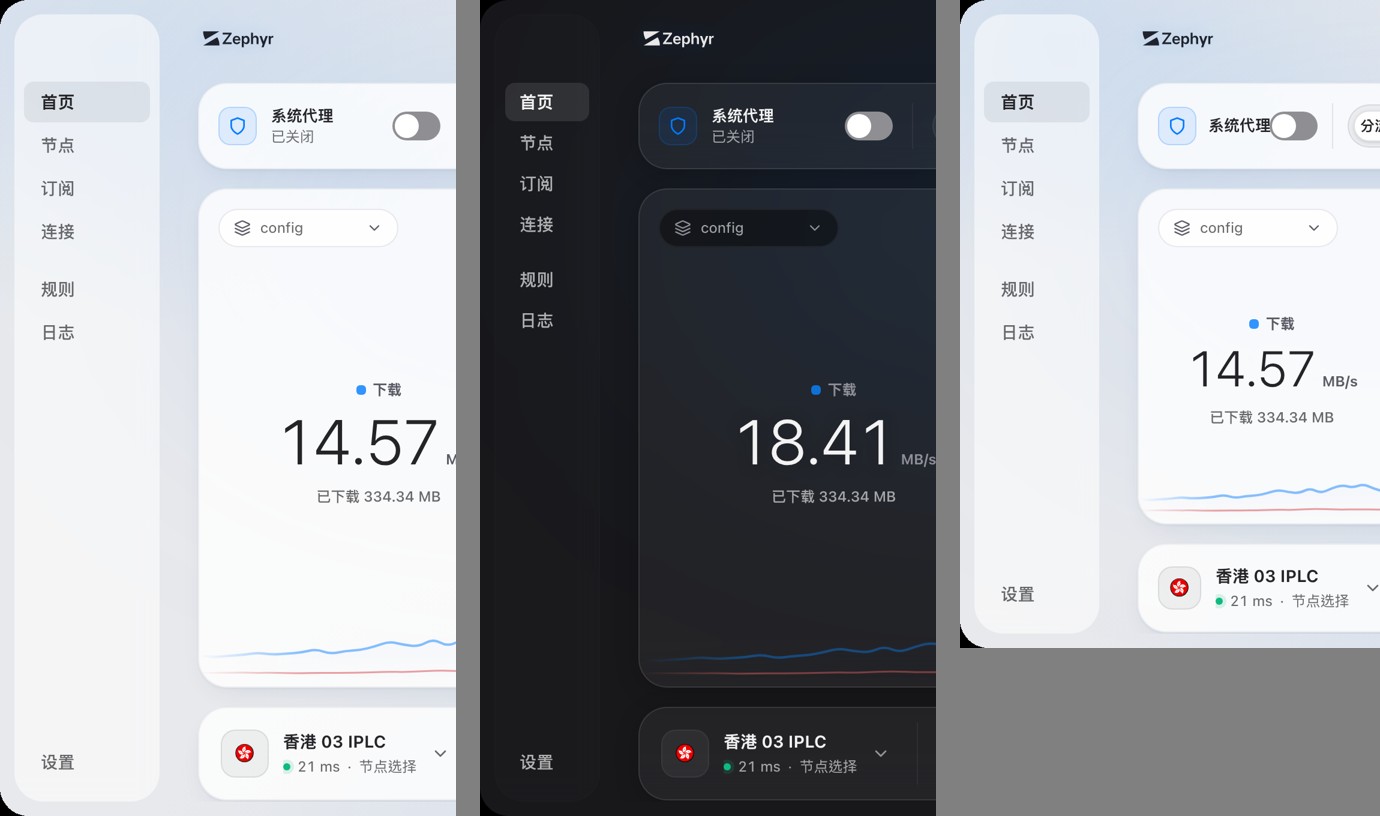 Zephyr
首页
节点
订阅
连接
规则
日志
设置
系统代理
已关闭
config
下载
14.57
已下载 334.34 MB
香港 03 IPLC
21 ms · 节点选择
Zephyr
首页
节点
订阅
连接
规则
日志
设置
系统代理
已关闭
config
下载
18.41 MB/s
已下载 334.34 MB
香港 03 IPLC
21 ms · 节点选择
Zephyr
首页
节点
订阅
连接
规则
日志
设置
系统代理
config
下载
14.57 MB/s
已下载 334.34 MB
香港 03 IPLC
21 ms · 节点选择